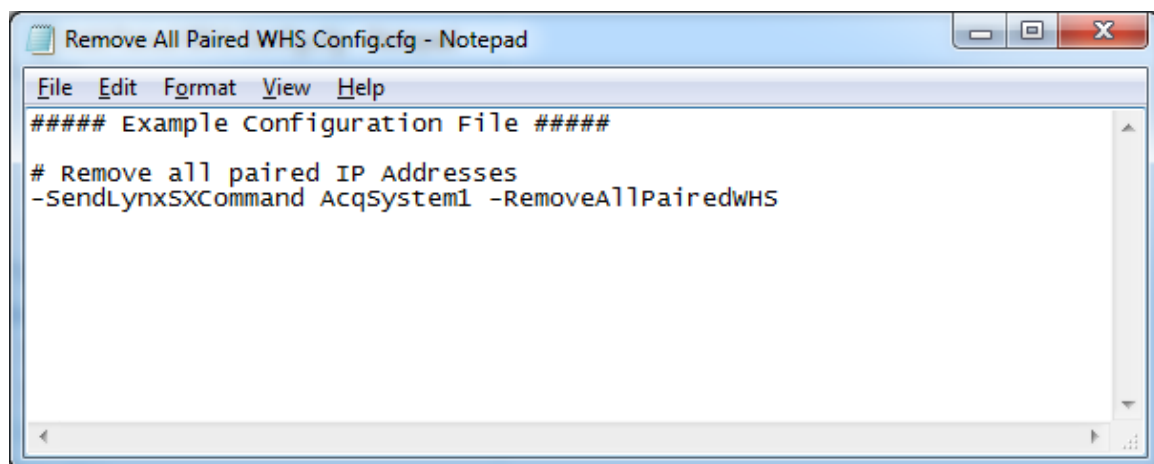 Remove All Paired WHS Config.cfg - Notepad
File Edit Format View Help
##### Example Configuration File #####
# Remove all paired IP Addresses
-SendLynxSXCommand AcqSystem1 -RemoveAllPairedWHS